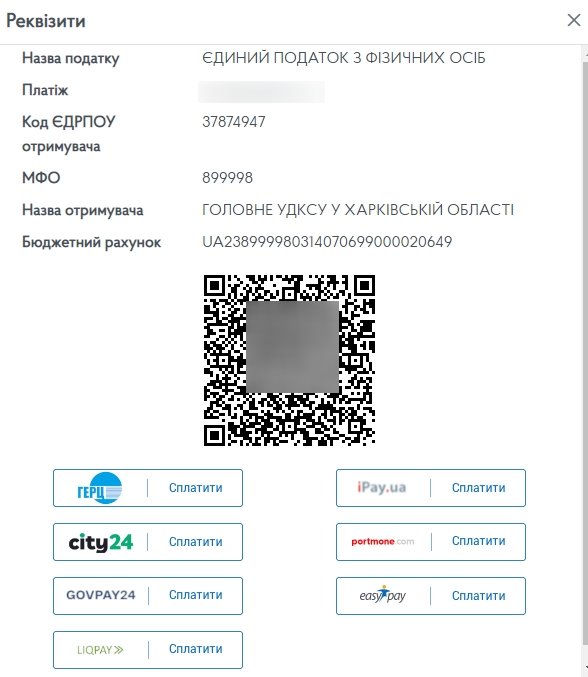 Реквізити
Назва податку ЄДИНИЙ ПОДАТОК З ФІЗИЧНИХ ОСІБ
Платіж
Код ЄДРПОУ 37874947
отримувача
МФО 899998
Назва отримувача ГОЛОВНЕ УДКСУ У ХАРКІВСЬКІЙ ОБЛАСТІ
Бюджетний рахунок UA238999980314070699000020649
ГЕРЦ Сплатити iPay.ua Сплатити
city24 Сплатити portmone.com Сплатити
GOVPAY24 Сплатити easypay Сплатити
LIQPAY Сплатити